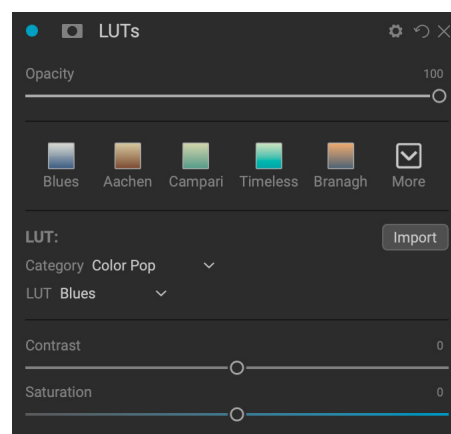 LUTs
Opacity 100
Blues Aachen Campari Timeless Branagh More
LUT: Import
Category Color Pop
LUT Blues
Contrast 0
Saturation 0